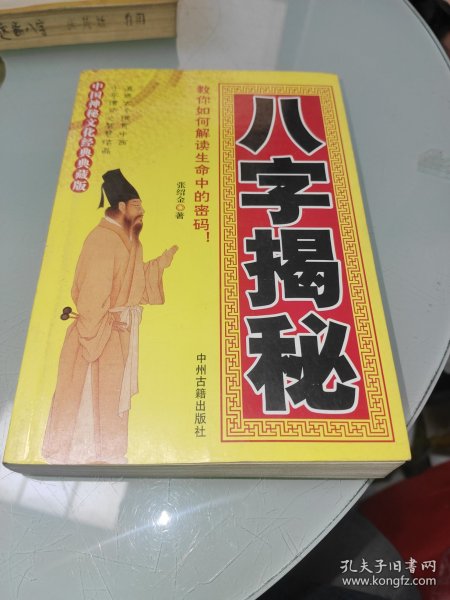 八字揭秘
教你如何解读生命中的密码！
张绍金 著
中国神秘文化经典典藏版
中州古籍出版社
孔夫子旧书网
www.kongfz.com